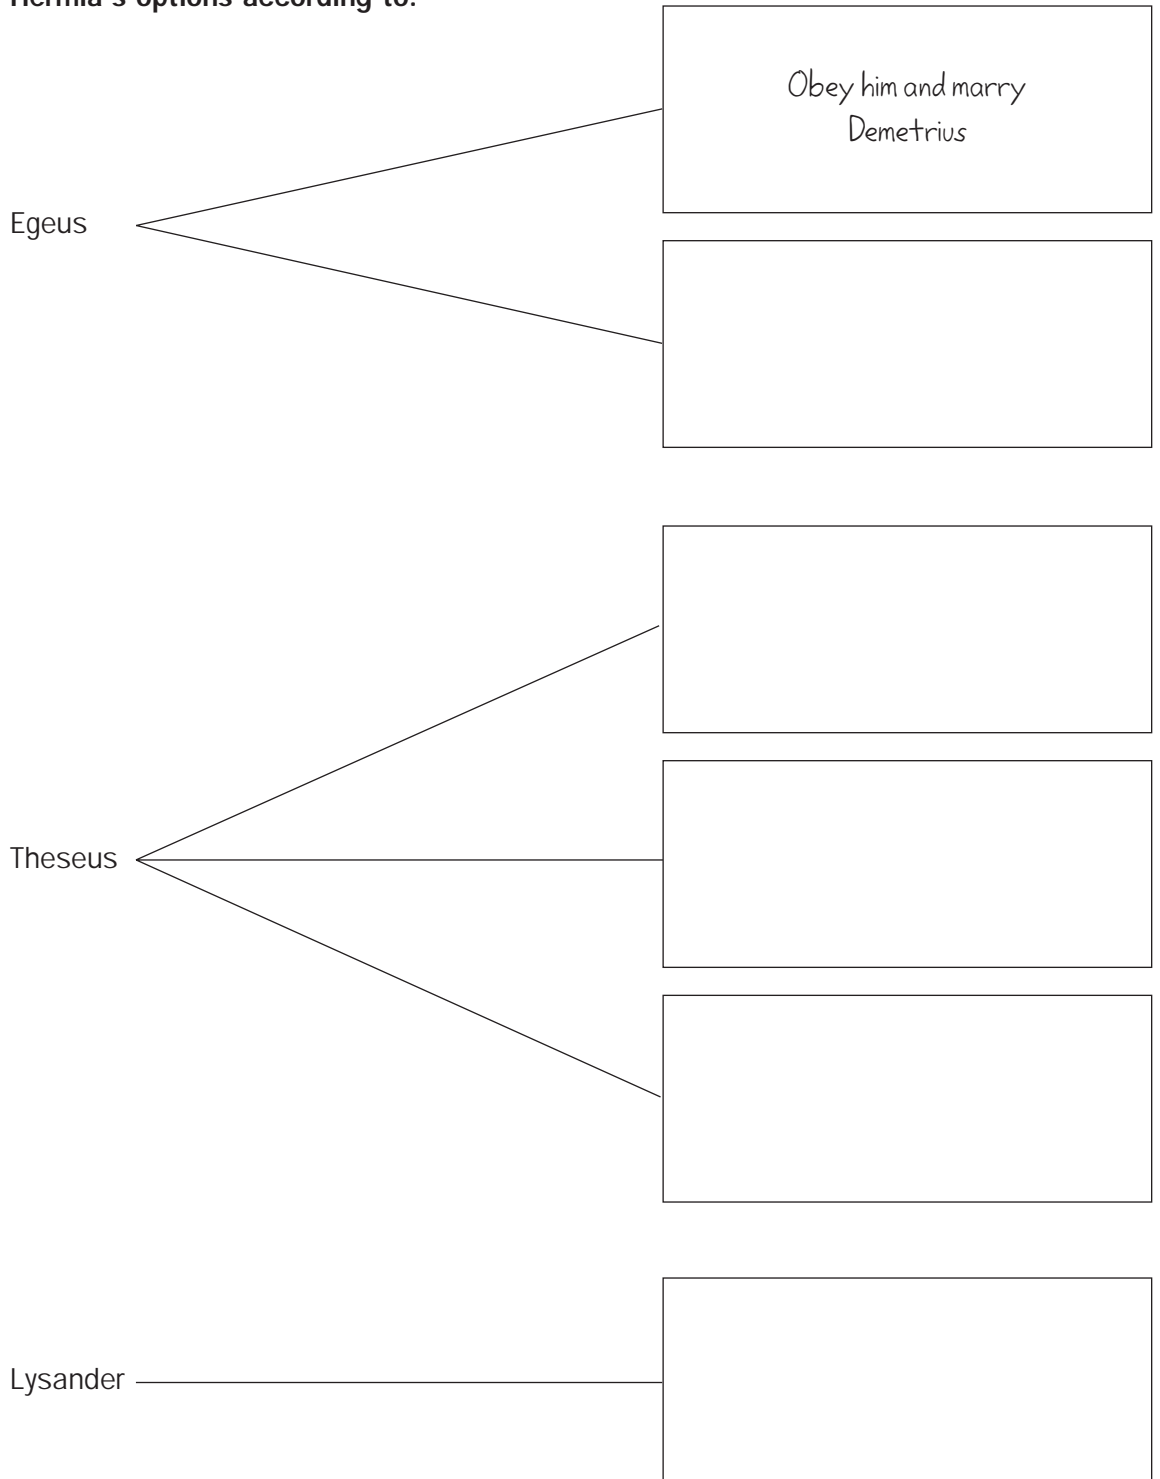 Hermia's options according to:
Obey him and marry
Demetrius
Egeus
Theseus
Lysander